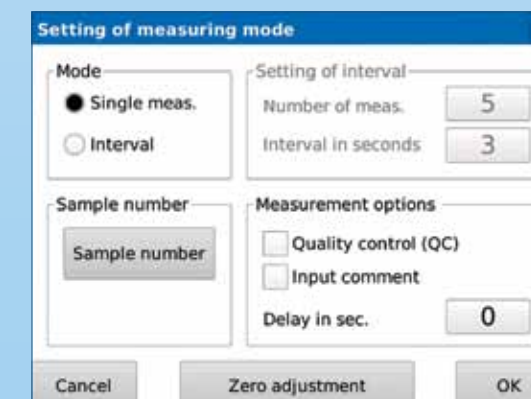 Setting of measuring mode
Mode
Single meas.
Interval
Setting of interval
Number of meas. 5
Interval in seconds 3
Sample number
Sample number
Measurement options
Quality control (QC)
Input comment
Delay in sec. 0
Cancel Zero adjustment OK